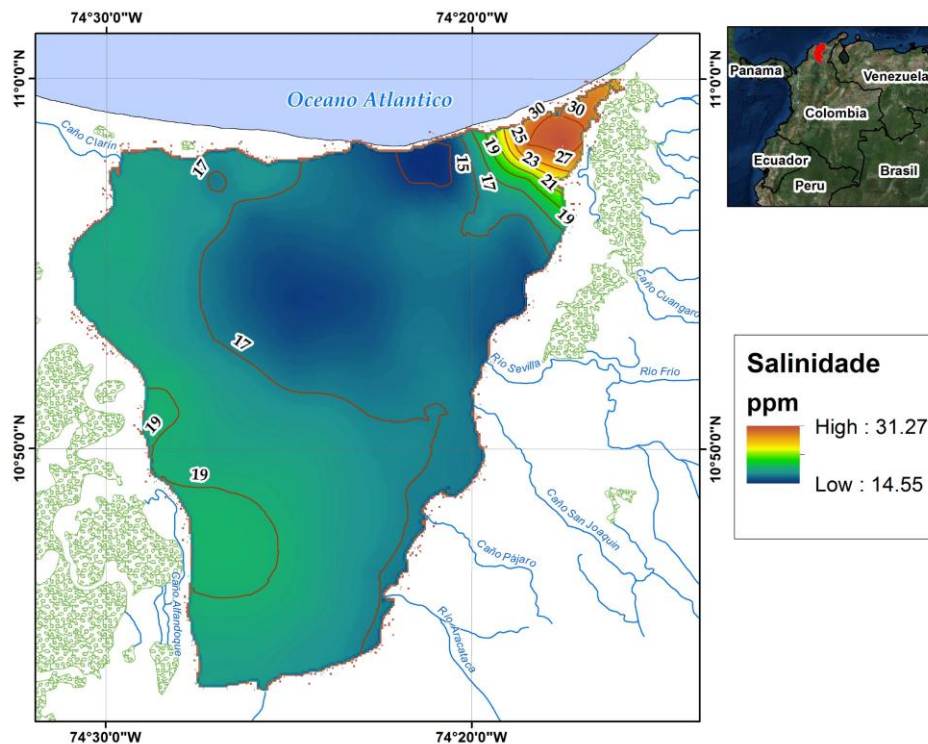 74°30'0"W
74°20'0"W
11°0'0"N
11°0'0"N
Oceano Atlantico
Caño Clarín
30
30
25
19
23
27
15
17
21
17
19
Caño Cuangaro
17
Rio Sevilla
Rio Frio
19
10°50'0"N
10°50'0"N
19
Caño San Joaquin
Caño Pájaro
Caño Alfandoque
Rio Aracataca
74°30'0"W
74°20'0"W
Panama
Venezuela
Colombia
Ecuador
Peru
Brasil
Salinidade
ppm
High : 31.27
Low : 14.55